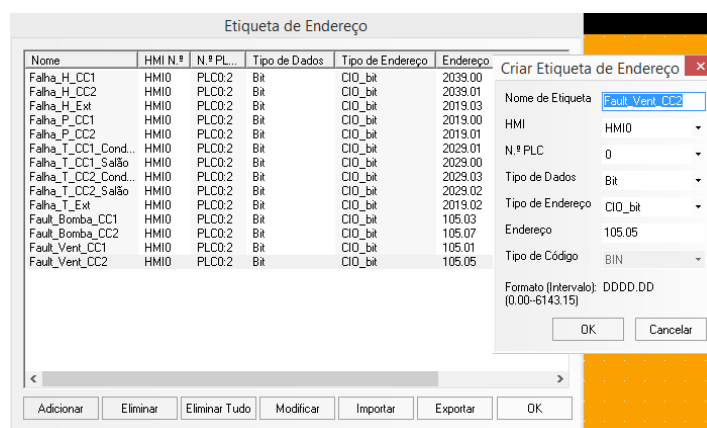 Etiqueta de Endereço
Nome HMI N.º N.º PL... Tipo de Dados Tipo de Endereço Endereço
Falha_H_CC1 HMI0 PLC0:2 Bit CIO_bit 2039.00
Falha_H_CC2 HMI0 PLC0:2 Bit CIO_bit 2039.01
Falha_H_Ext HMI0 PLC0:2 Bit CIO_bit 2019.03
Falha_P_CC1 HMI0 PLC0:2 Bit CIO_bit 2019.00
Falha_P_CC2 HMI0 PLC0:2 Bit CIO_bit 2019.01
Falha_T_CC1_Cond... HMI0 PLC0:2 Bit CIO_bit 2029.01
Falha_T_CC1_Salão HMI0 PLC0:2 Bit CIO_bit 2029.00
Falha_T_CC2_Cond... HMI0 PLC0:2 Bit CIO_bit 2029.03
Falha_T_CC2_Salão HMI0 PLC0:2 Bit CIO_bit 2029.02
Falha_T_Ext HMI0 PLC0:2 Bit CIO_bit 2019.02
Fault_Bomba_CC1 HMI0 PLC0:2 Bit CIO_bit 105.03
Fault_Bomba_CC2 HMI0 PLC0:2 Bit CIO_bit 105.07
Fault_Vent_CC1 HMI0 PLC0:2 Bit CIO_bit 105.01
Fault_Vent_CC2 HMI0 PLC0:2 Bit CIO_bit 105.05
Adicionar Eliminar Eliminar Tudo Modificar Importar Exportar OK
Criar Etiqueta de Endereço
Nome de Etiqueta Fault_Vent_CC2
HMI HMI0
N.º PLC 0
Tipo de Dados Bit
Tipo de Endereço CIO_bit
Endereço 105.05
Tipo de Código BIN
Formato (Intervalo): DDDD.DD
(0.00--6143.15)
OK Cancelar